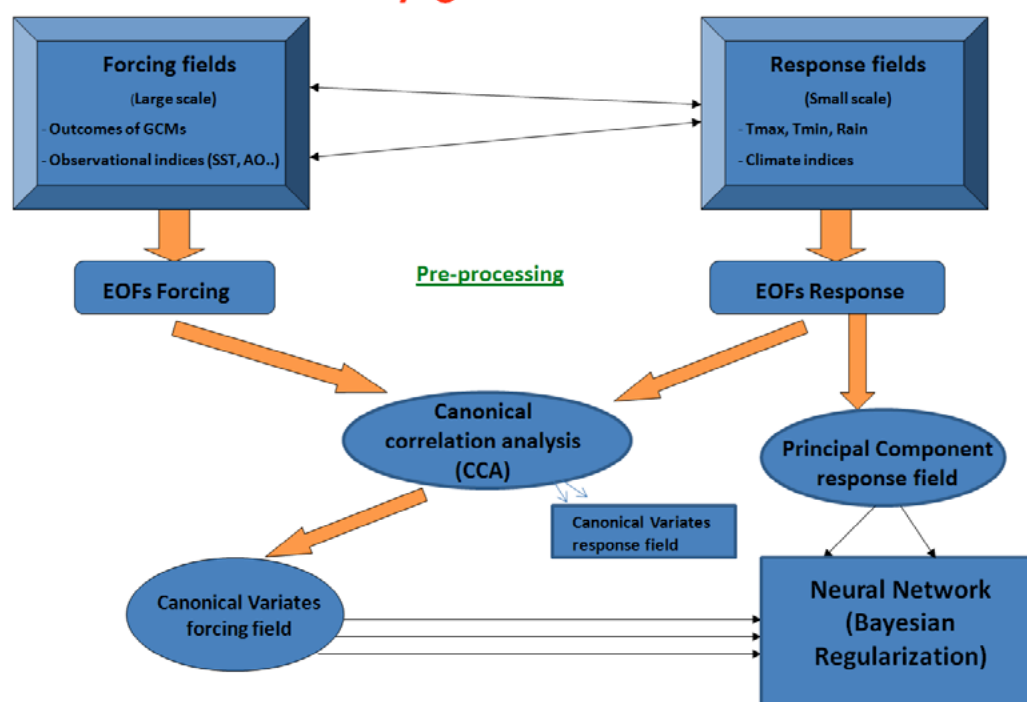 Forcing fields
(Large scale)
- Outcomes of GCMs
- Observational indices (SST, AO..)
Response fields
(Small scale)
- Tmax, Tmin, Rain
- Climate indices
EOFs Forcing
Pre-processing
EOFs Response
Canonical
correlation analysis
(CCA)
Principal Component
response field
Canonical Variates
response field
Canonical Variates
forcing field
Neural Network
(Bayesian
Regularization)